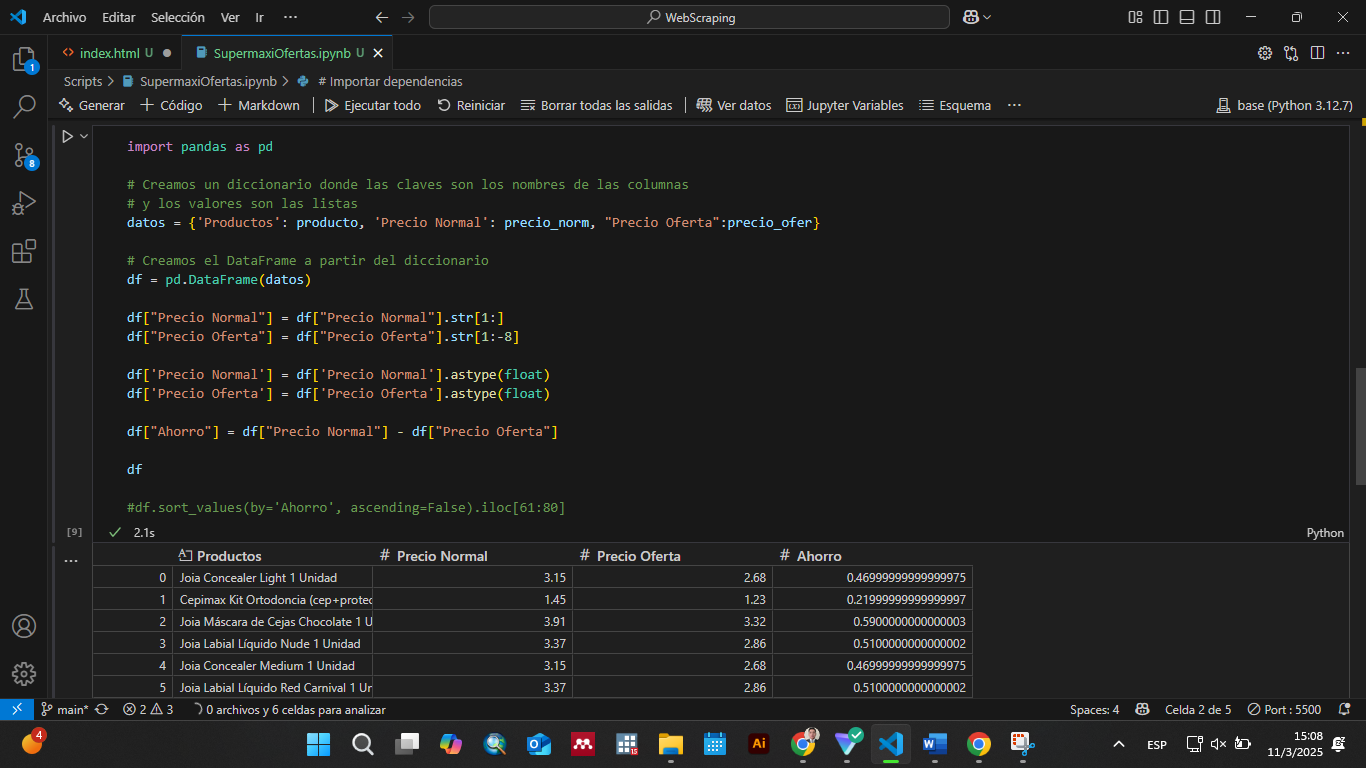 Archivo Editar Selección Ver Ir ··· WebScraping
index.html U SupermaxiOfertas.ipynb U
1
Scripts > SupermaxiOfertas.ipynb > # Importar dependencias
Generar + Código + Markdown | Ejecutar todo Reiniciar Borrar todas las salidas | Ver datos Jupyter Variables Esquema ··· base (Python 3.12.7)
8
import pandas as pd
# Creamos un diccionario donde las claves son los nombres de las columnas
# y los valores son las listas
datos = {'Productos': producto, 'Precio Normal': precio_norm, "Precio Oferta":precio_ofer}
# Creamos el DataFrame a partir del diccionario
df = pd.DataFrame(datos)
df["Precio Normal"] = df["Precio Normal"].str[1:]
df["Precio Oferta"] = df["Precio Oferta"].str[1:-8]
df['Precio Normal'] = df['Precio Normal'].astype(float)
df['Precio Oferta'] = df['Precio Oferta'].astype(float)
df["Ahorro"] = df["Precio Normal"] - df["Precio Oferta"]
df
#df.sort_values(by='Ahorro', ascending=False).iloc[61:80]
[9] 2.1s Python
··· Productos # Precio Normal # Precio Oferta # Ahorro
0 Joia Concealer Light 1 Unidad 3.15 2.68 0.46999999999999975
1 Cepimax Kit Ortodoncia (cep+protec 1.45 1.23 0.21999999999999997
2 Joia Máscara de Cejas Chocolate 1 U 3.91 3.32 0.5900000000000003
3 Joia Labial Líquido Nude 1 Unidad 3.37 2.86 0.5100000000000002
4 Joia Concealer Medium 1 Unidad 3.15 2.68 0.46999999999999975
5 Joia Labial Líquido Red Carnival 1 Ur 3.37 2.86 0.5100000000000002
main* 2 3 0 archivos y 6 celdas para analizar Spaces: 4 Celda 2 de 5 Port : 5500
4 15 Ai W ESP 15:08
11/3/2025